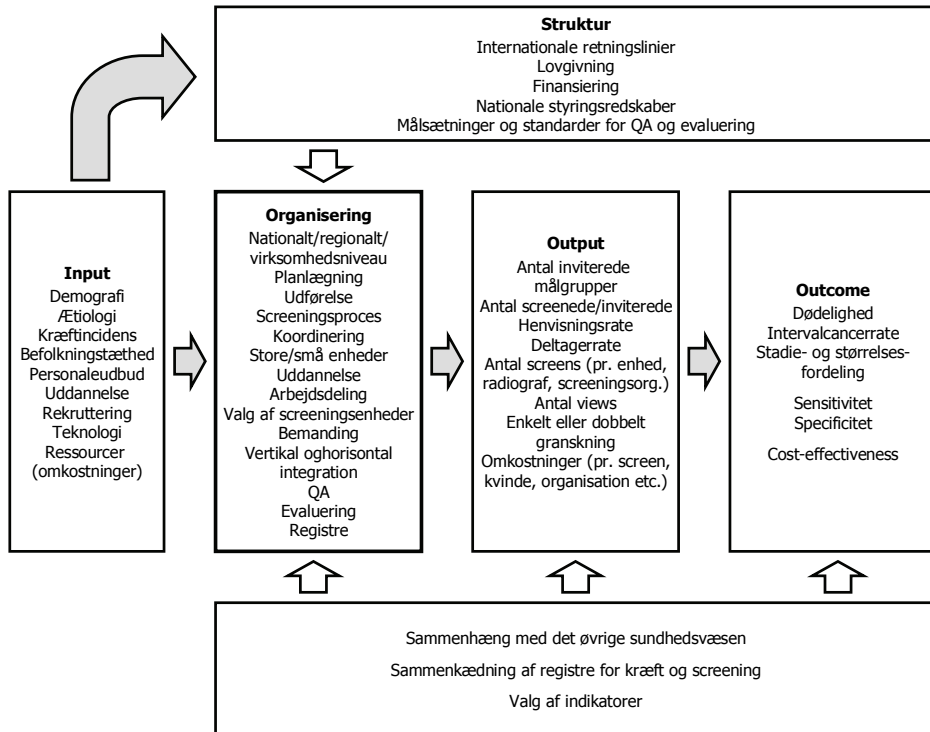 Struktur
Internationale retningslinier
Lovgivning
Finansiering
Nationale styringsredskaber
Målsætninger og standarder for QA og evaluering
Input
Demografi
Ætiologi
Kræftincidens
Befolkningstæthed
Personaleudbud
Uddannelse
Rekruttering
Teknologi
Ressourcer
(omkostninger)
Organisering
Nationalt/regionalt/
virksomhedsniveau
Planlægning
Udførelse
Screeningsproces
Koordinering
Store/små enheder
Uddannelse
Arbejdsdeling
Valg af screeningsenheder
Bemanding
Vertikal oghorisontal
integration
QA
Evaluering
Registre
Output
Antal inviterede
målgrupper
Antal screenede/inviterede
Henvisningsrate
Deltagerrate
Antal screens (pr. enhed,
radiograf, screeningsorg.)
Antal views
Enkelt eller dobbelt
granskning
Omkostninger (pr. screen,
kvinde, organisation etc.)
Outcome
Dødelighed
Intervalcancerrate
Stadie- og størrelses-
fordeling
Sensitivitet
Specificitet
Cost-effectiveness
Sammenhæng med det øvrige sundhedsvæsen
Sammenkædning af registre for kræft og screening
Valg af indikatorer